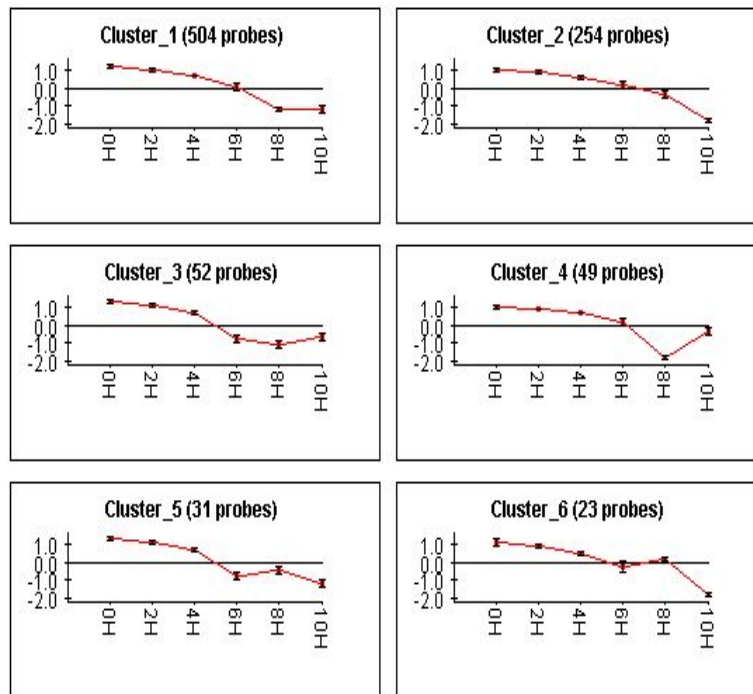 Cluster_1 (504 probes)
1.0
0.0
-1.0
-2.0
0H 2H 4H 6H 8H 10H
Cluster_2 (254 probes)
1.0
0.0
-1.0
-2.0
0H 2H 4H 6H 8H 10H
Cluster_3 (52 probes)
1.0
0.0
-1.0
-2.0
0H 2H 4H 6H 8H 10H
Cluster_4 (49 probes)
1.0
0.0
-1.0
-2.0
0H 2H 4H 6H 8H 10H
Cluster_5 (31 probes)
1.0
0.0
-1.0
-2.0
0H 2H 4H 6H 8H 10H
Cluster_6 (23 probes)
1.0
0.0
-1.0
-2.0
0H 2H 4H 6H 8H 10H